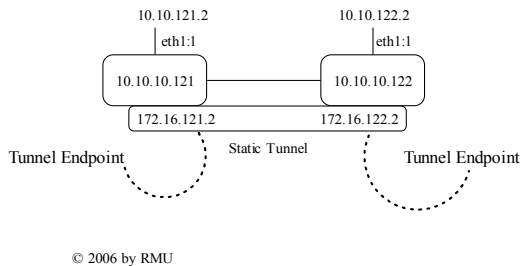 10.10.121.2
10.10.122.2
eth1:1
eth1:1
10.10.10.121
10.10.10.122
172.16.121.2
172.16.122.2
Static Tunnel
Tunnel Endpoint
Tunnel Endpoint
© 2006 by RMU